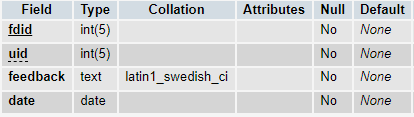 Field Type Collation Attributes Null Default
fdid int(5) No None
uid int(5) No None
feedback text latin1_swedish_ci No None
date date No None